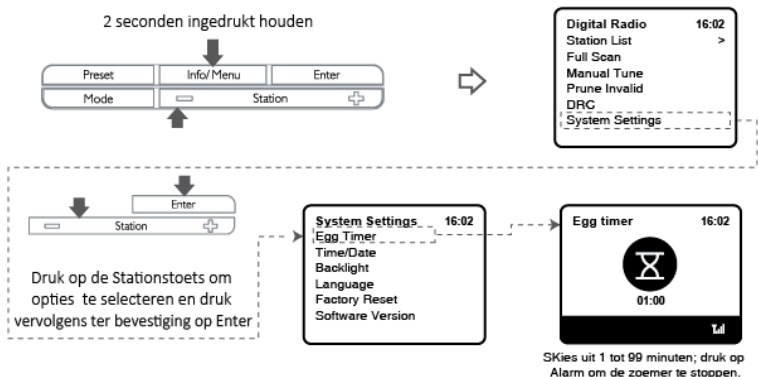 2 seconden ingedrukt houden
Preset Info/Menu Enter
Mode Station
Digital Radio 16:02
Station List >
Full Scan
Manual Tune
Prune Invalid
DRC
System Settings
Enter
Station
Druk op de Stationstoets om
opties te selecteren en druk
vervolgens ter bevestiging op Enter
System Settings 16:02
Egg Timer
Time/Date
Backlight
Language
Factory Reset
Software Version
Egg timer 16:02
01:00
SKies uit 1 tot 99 minuten; druk op
Alarm om de zoemer te stoppen.